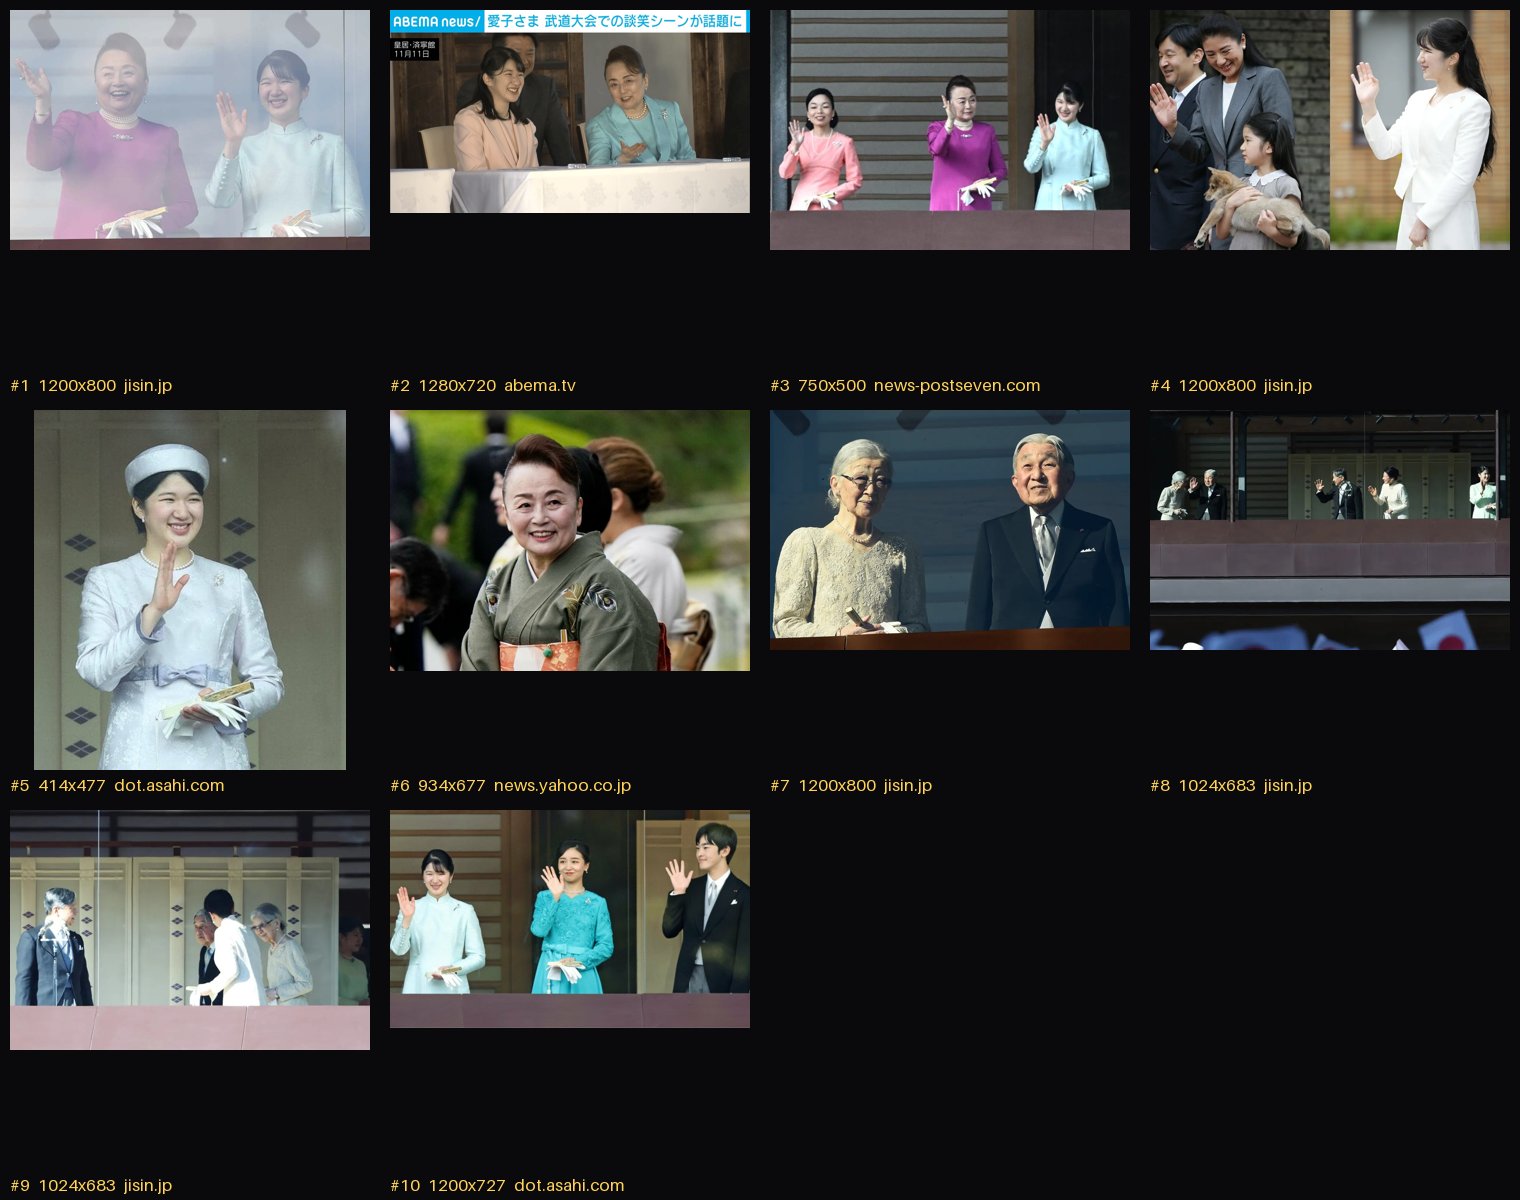 ABEMA news/ 愛子さま 武道大会での談笑シーンが話題に
皇居・済寧館
11月11日
#1 1200x800 jisin.jp
#2 1280x720 abema.tv
#3 750x500 news-postseven.com
#4 1200x800 jisin.jp
#5 414x477 dot.asahi.com
#6 934x677 news.yahoo.co.jp
#7 1200x800 jisin.jp
#8 1024x683 jisin.jp
#9 1024x683 jisin.jp
#10 1200x727 dot.asahi.com